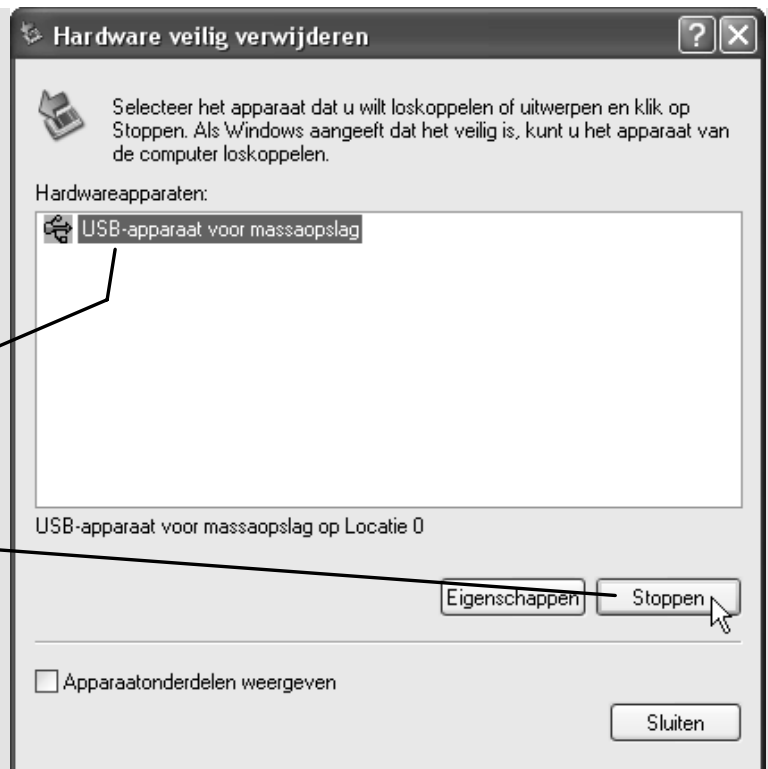 Hardware veilig verwijderen
Selecteer het apparaat dat u wilt loskoppelen of uitwerpen en klik op
Stoppen. Als Windows aangeeft dat het veilig is, kunt u het apparaat van
de computer loskoppelen.
Hardwareapparaten:
USB-apparaat voor massaopslag
USB-apparaat voor massaopslag op Locatie 0
Eigenschappen Stoppen
Apparaatonderdelen weergeven
Sluiten